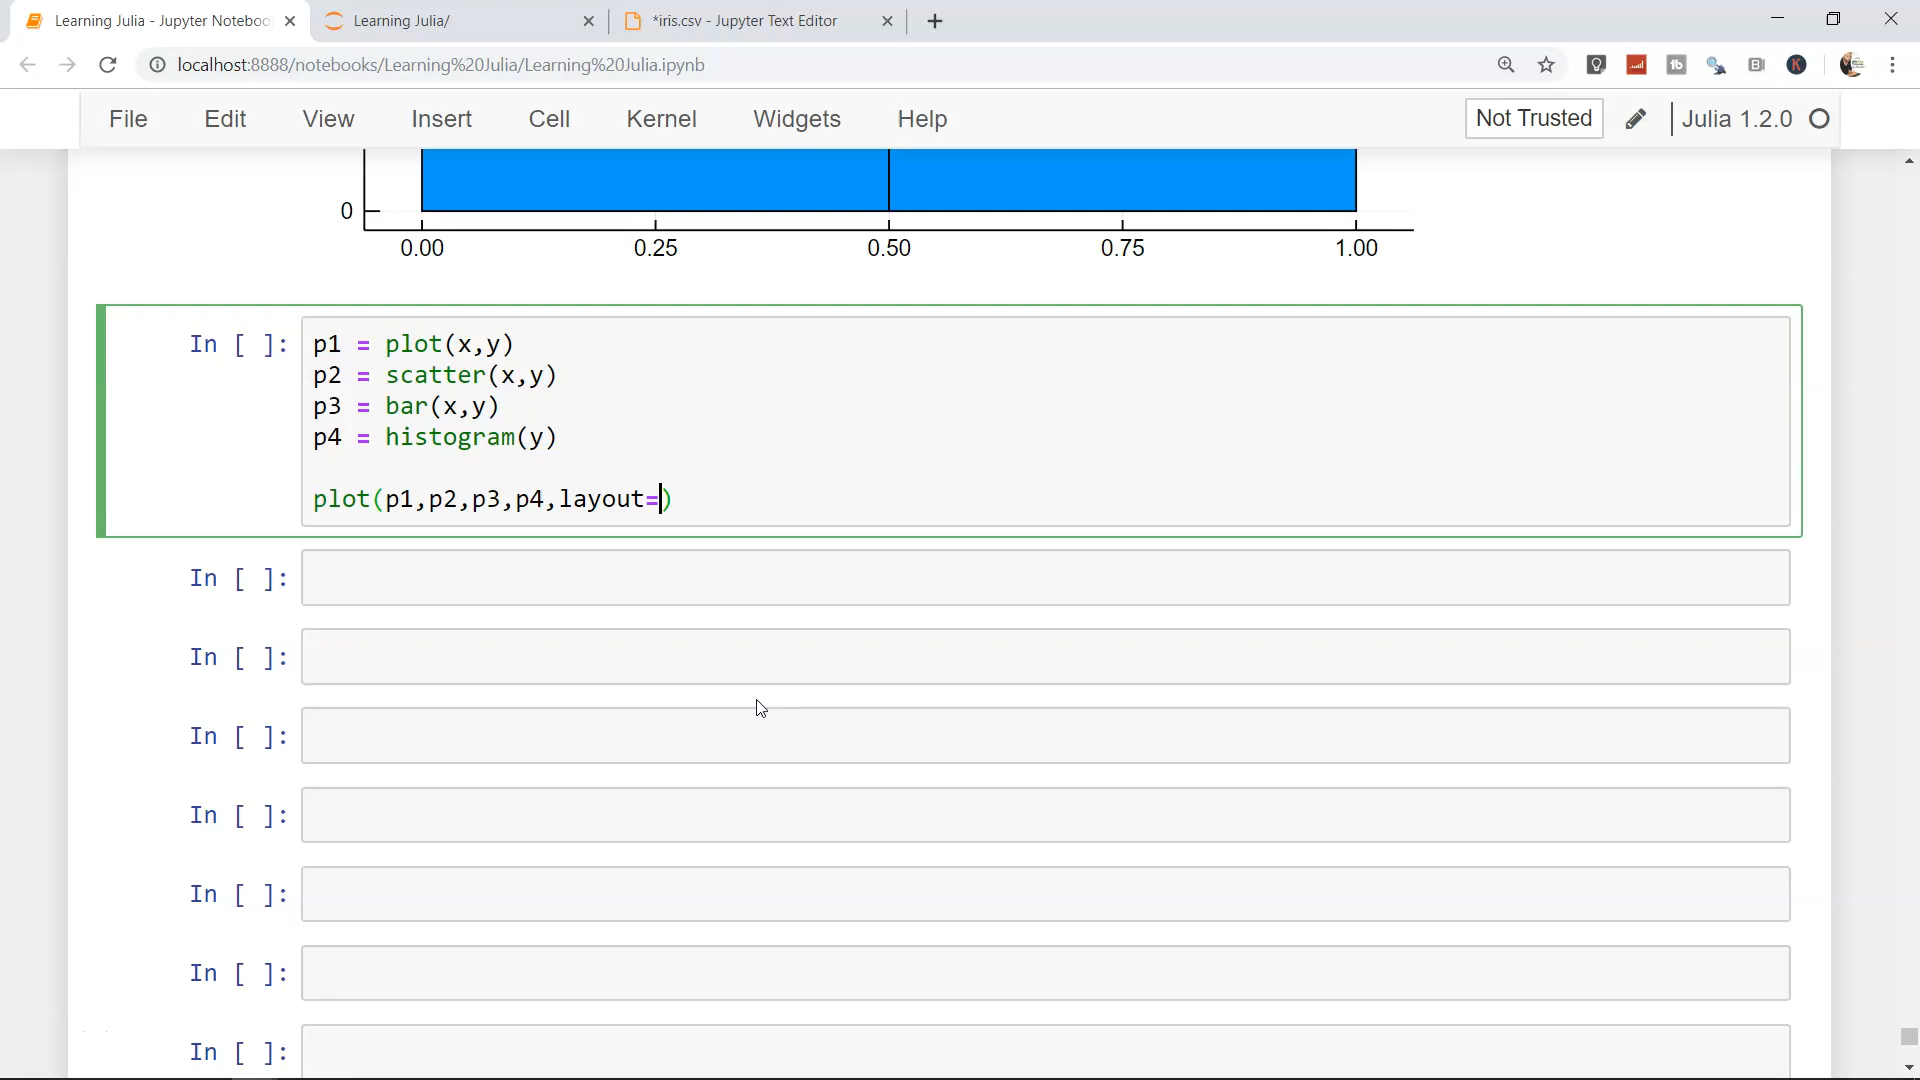 Learning Julia - Jupyter Noteboo
Learning Julia/
*iris.csv - Jupyter Text Editor
localhost:8888/notebooks/Learning%20Julia/Learning%20Julia.ipynb
File Edit View Insert Cell Kernel Widgets Help
Not Trusted
Julia 1.2.0
0
0.00 0.25 0.50 0.75 1.00
In [ ]:
p1 = plot(x,y)
p2 = scatter(x,y)
p3 = bar(x,y)
p4 = histogram(y)
plot(p1,p2,p3,p4,layout=)
In [ ]:
In [ ]:
In [ ]:
In [ ]:
In [ ]:
In [ ]:
In [ ]: